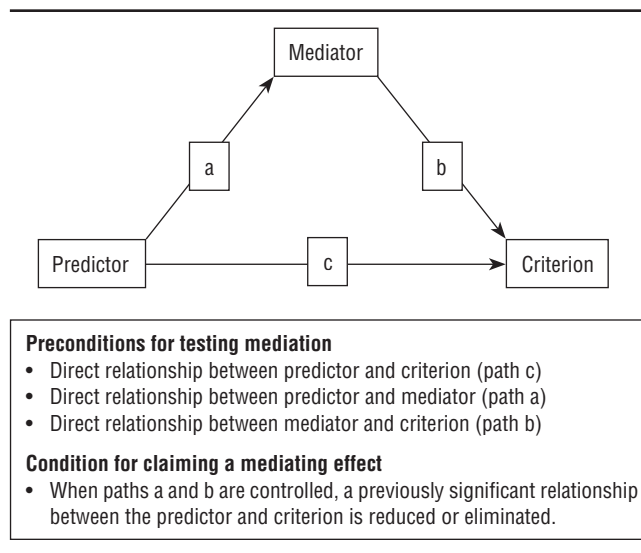 Mediator
a
b
Predictor
c
Criterion
Preconditions for testing mediation
• Direct relationship between predictor and criterion (path c)
• Direct relationship between predictor and mediator (path a)
• Direct relationship between mediator and criterion (path b)
Condition for claiming a mediating effect
• When paths a and b are controlled, a previously significant relationship
between the predictor and criterion is reduced or eliminated.